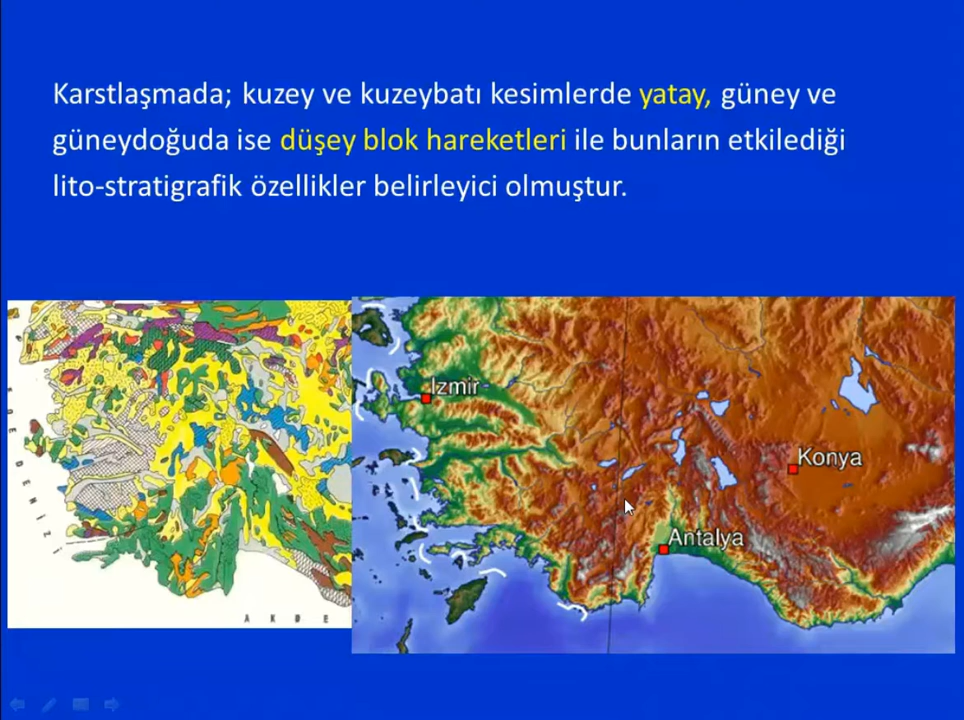 Karstlaşmada; kuzey ve kuzeybatı kesimlerde yatay, güney ve
güneydoğuda ise düşey blok hareketleri ile bunların etkilediği
lito-stratigrafik özellikler belirleyici olmuştur.
İzmir
Konya
Antalya
E G E D E N İ Z İ
A K D E